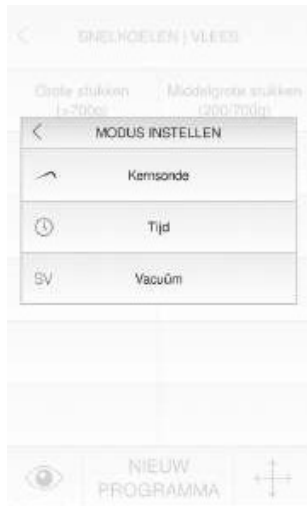 SNELKOELEN | VLEES
Grote stukken Middelgrote stukken
(>700g) (200/700g)
MODUS INSTELLEN
Kernsonde
Tijd
SV Vacuüm
NIEUW
PROGRAMMA